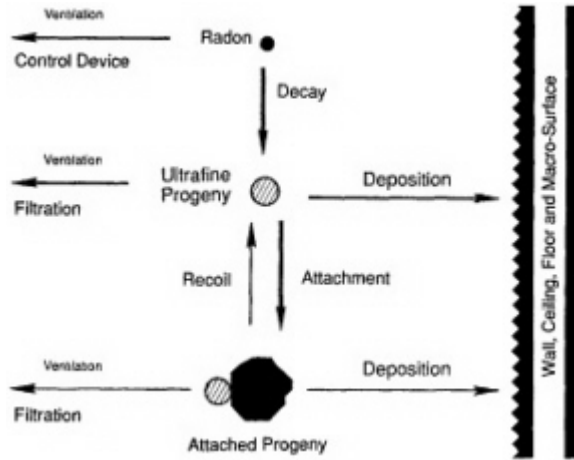 Ventilation
Radon
Control Device
Decay
Ventilation
Ultrafine
Progeny
Deposition
Filtration
Recoil
Attachment
Ventilation
Deposition
Filtration
Attached Progeny
Wall, Ceiling, Floor and Macro-Surface